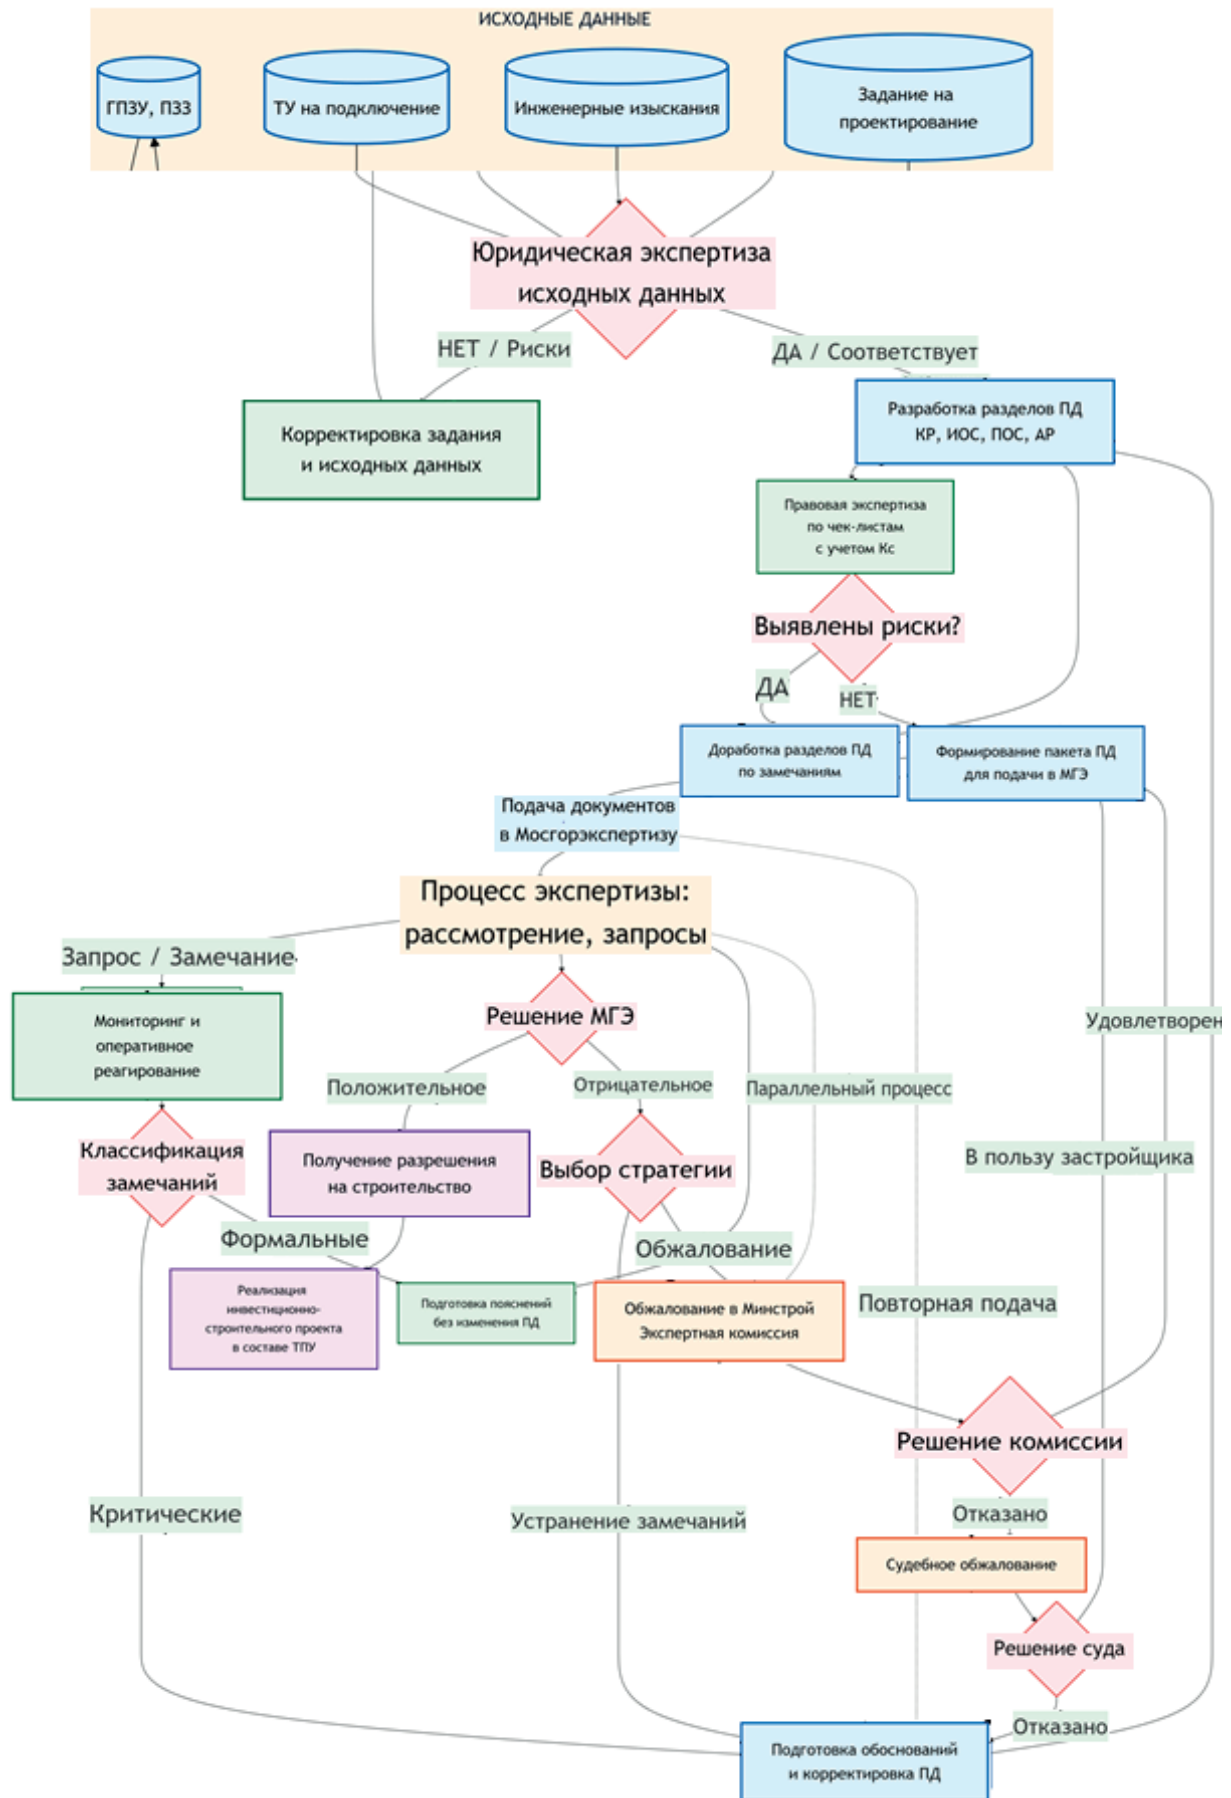 ИСХОДНЫЕ ДАННЫЕ
ГПЗУ, ПЗЗ
ТУ на подключение
Инженерные изыскания
Задание на
проектирование
Юридическая экспертиза
исходных данных
НЕТ / Риски
ДА / Соответствует
Корректировка задания
и исходных данных
Разработка разделов ПД
КР, ИОС, ПОС, АР
Правовая экспертиза
по чек-листам
с учетом Кс
Выявлены риски?
ДА
НЕТ
Доработка разделов ПД
по замечаниям
Формирование пакета ПД
для подачи в МГЭ
Подача документов
в Мосгорэкспертизу
Процесс экспертизы:
рассмотрение, запросы
Запрос / Замечание
Мониторинг и
оперативное
реагирование
Решение МГЭ
Удовлетворен
Положительное
Отрицательное
Параллельный процесс
Классификация
замечаний
Получение разрешения
на строительство
Выбор стратегии
В пользу застройщика
Формальные
Обжалование
Реализация
инвестиционно-
строительного проекта
в составе ТПУ
Подготовка пояснений
без изменения ПД
Обжалование в Минстрой
Экспертная комиссия
Повторная подача
Решение комиссии
Критические
Устранение замечаний
Отказано
Судебное обжалование
Решение суда
Отказано
Подготовка обоснований
и корректировка ПД